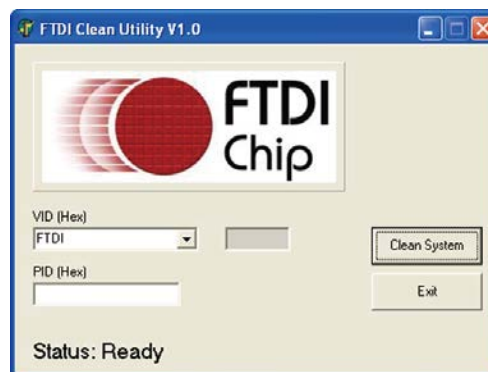 FTDI Clean Utility V1.0
FTDI
Chip
VID (Hex)
FTDI
Clean System
PID (Hex)
Exit
Status: Ready